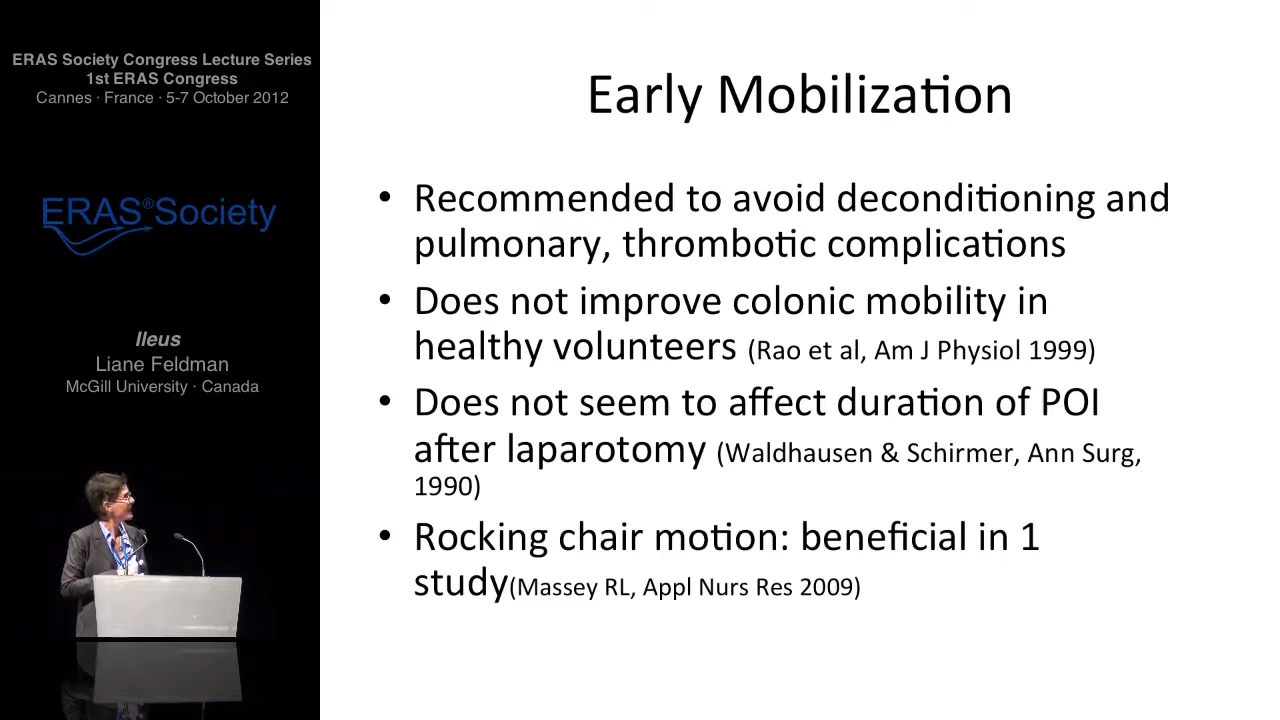 ERAS Society Congress Lecture Series
1st ERAS Congress
Cannes · France · 5-7 October 2012
ERAS®Society
Ileus
Liane Feldman
McGill University · Canada
Early Mobilization
• Recommended to avoid deconditioning and
pulmonary, thrombotic complications
• Does not improve colonic mobility in
healthy volunteers (Rao et al, Am J Physiol 1999)
• Does not seem to affect duration of POI
after laparotomy (Waldhausen & Schirmer, Ann Surg,
1990)
• Rocking chair motion: beneficial in 1
study(Massey RL, Appl Nurs Res 2009)